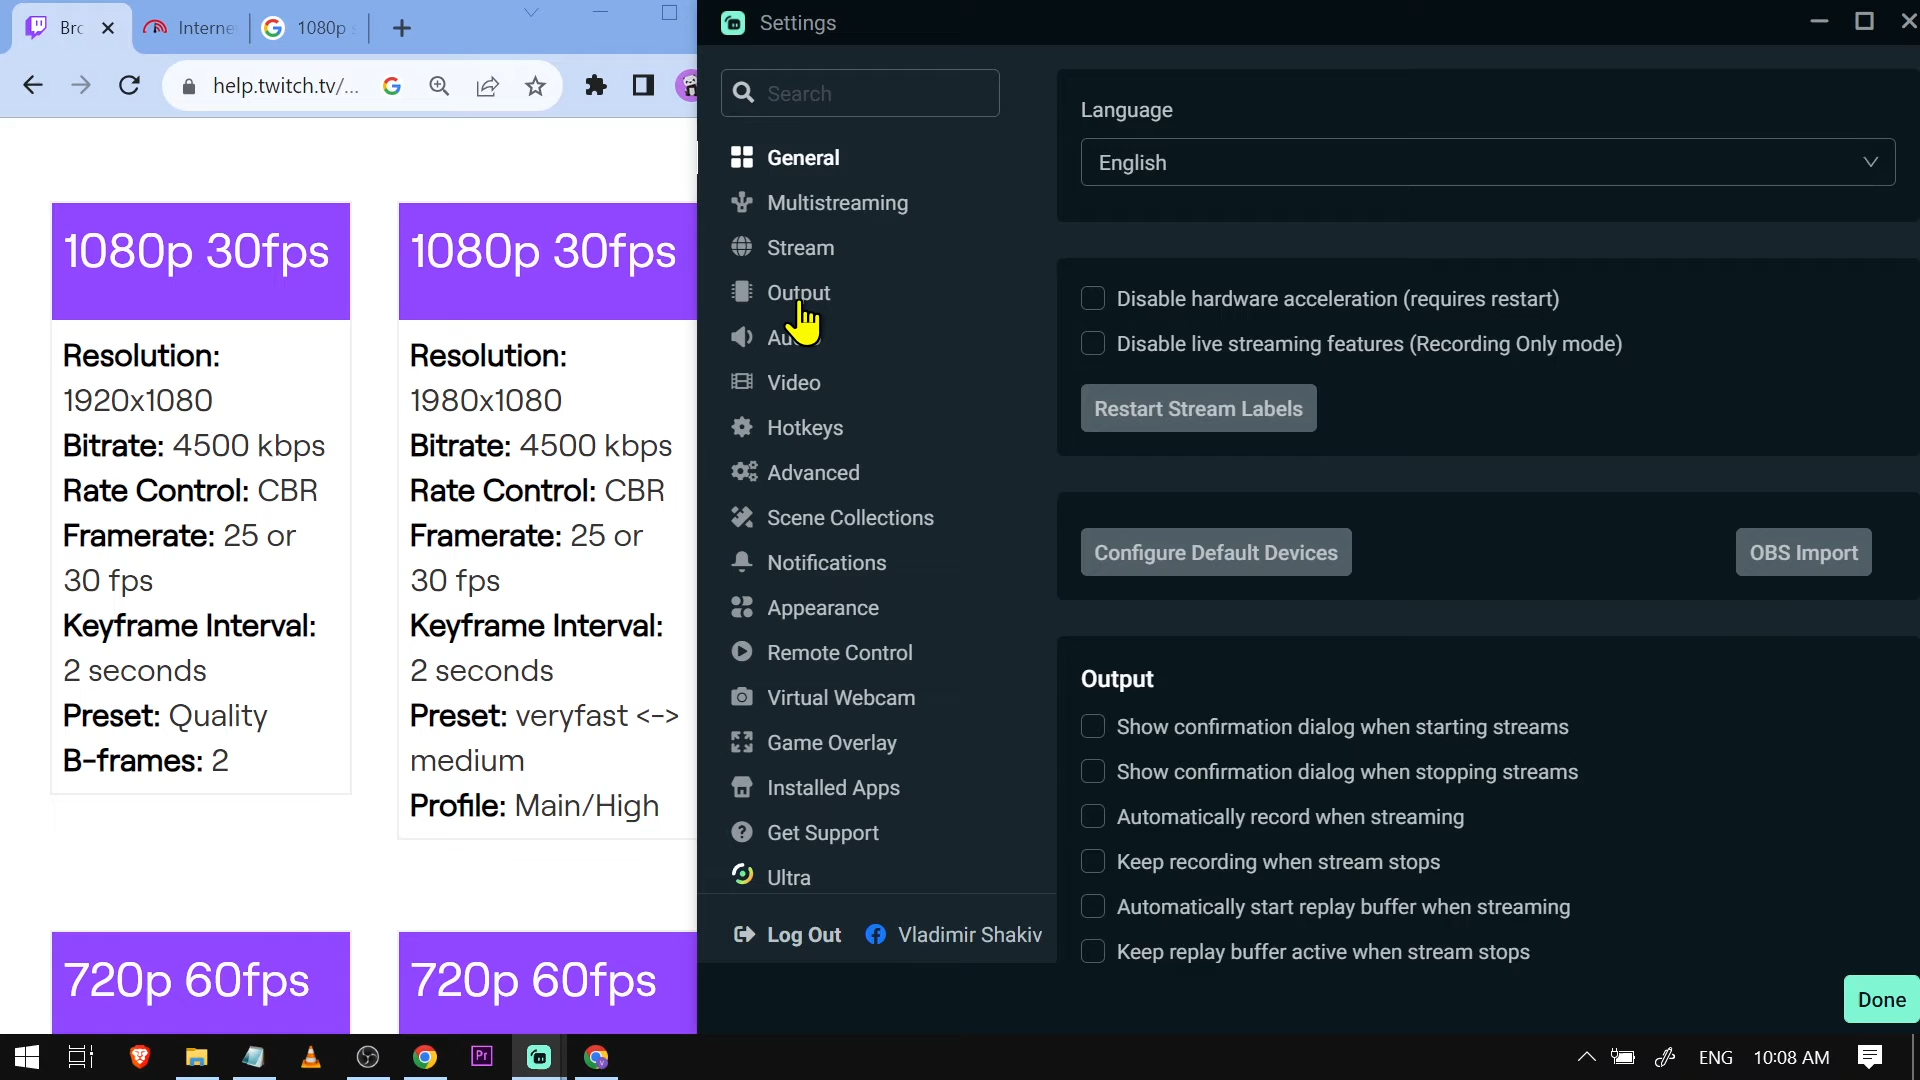 Brc
Interne
1080p s
help.twitch.tv/...
1080p 30fps
Resolution:
1920x1080
Bitrate: 4500 kbps
Rate Control: CBR
Framerate: 25 or
30 fps
Keyframe Interval:
2 seconds
Preset: Quality
B-frames: 2
1080p 30fps
Resolution:
1980x1080
Bitrate: 4500 kbps
Rate Control: CBR
Framerate: 25 or
30 fps
Keyframe Interval:
2 seconds
Preset: veryfast <->
medium
Profile: Main/High
720p 60fps
720p 60fps
Settings
Search
General
Multistreaming
Stream
Output
Video
Hotkeys
Advanced
Scene Collections
Notifications
Appearance
Remote Control
Virtual Webcam
Game Overlay
Installed Apps
Get Support
Ultra
Log Out
Vladimir Shakiv
Language
English
Disable hardware acceleration (requires restart)
Disable live streaming features (Recording Only mode)
Restart Stream Labels
Configure Default Devices
OBS Import
Output
Show confirmation dialog when starting streams
Show confirmation dialog when stopping streams
Automatically record when streaming
Keep recording when stream stops
Automatically start replay buffer when streaming
Keep replay buffer active when stream stops
Done
Pr
ENG
10:08 AM